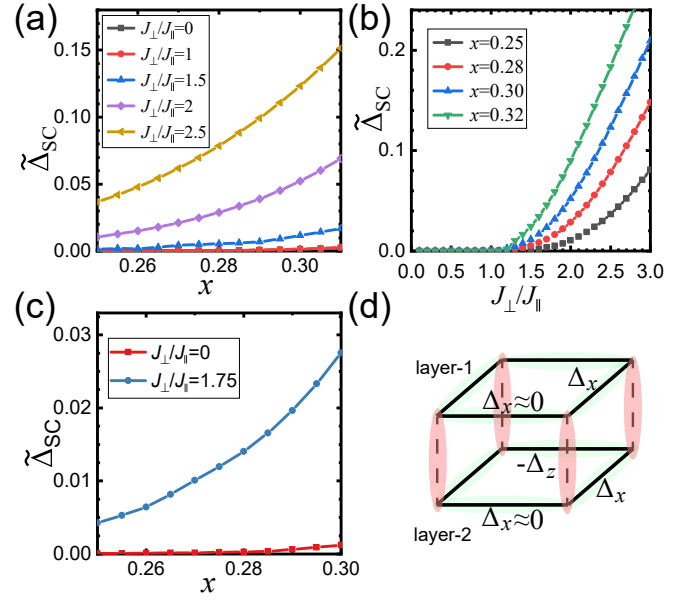 (a)
0.15
0.10
0.05
0.00
Δ̃SC
J⊥/J∥=0
J⊥/J∥=1
J⊥/J∥=1.5
J⊥/J∥=2
J⊥/J∥=2.5
0.26 0.28 0.30
x
(b)
0.2
0.1
0.0
Δ̃SC
x=0.25
x=0.28
x=0.30
x=0.32
0.0 0.5 1.0 1.5 2.0 2.5 3.0
J⊥/J∥
(c)
0.03
0.02
0.01
0.00
Δ̃SC
J⊥/J∥=0
J⊥/J∥=1.75
0.26 0.28 0.30
x
(d)
layer-1
Δx
Δx≈0
-Δz
Δx
Δx≈0
layer-2